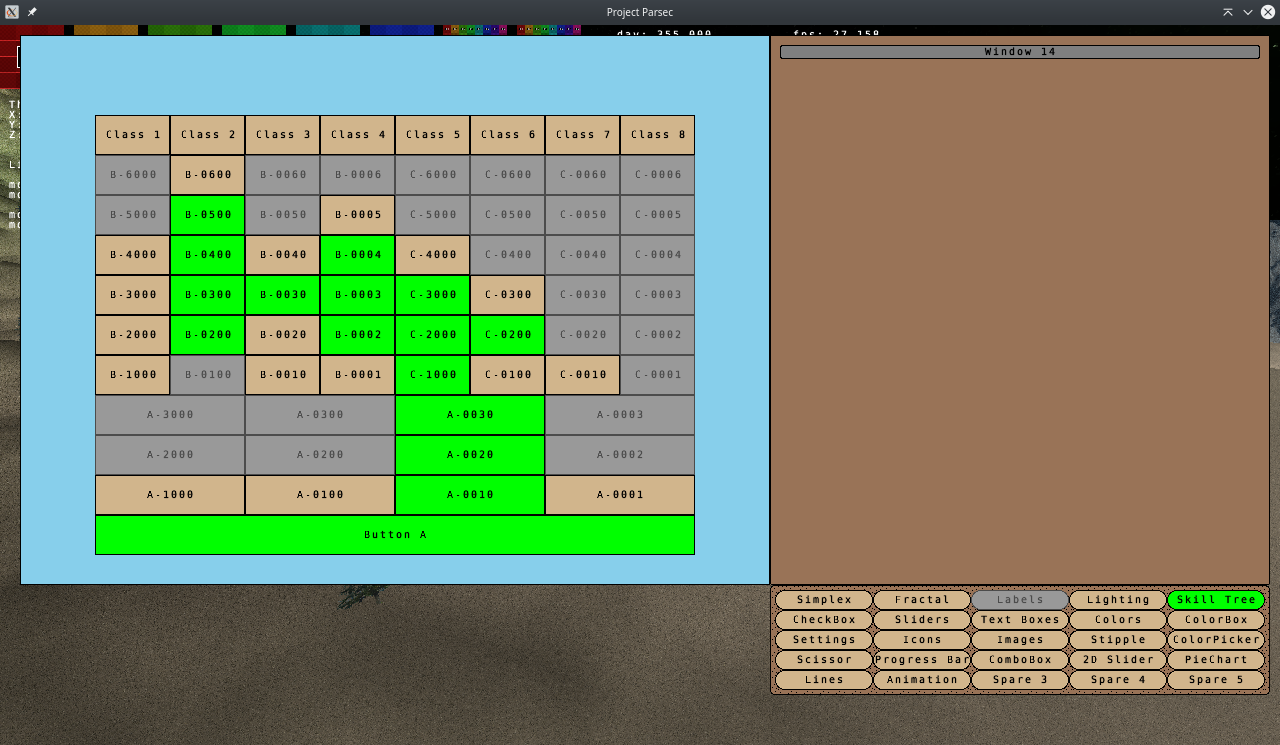 Project Parsec
day: 355.000 fps: 27.158
Window 14
Class 1 Class 2 Class 3 Class 4 Class 5 Class 6 Class 7 Class 8
B-6000 B-0600 B-0060 B-0006 C-6000 C-0600 C-0060 C-0006
B-5000 B-0500 B-0050 B-0005 C-5000 C-0500 C-0050 C-0005
B-4000 B-0400 B-0040 B-0004 C-4000 C-0400 C-0040 C-0004
B-3000 B-0300 B-0030 B-0003 C-3000 C-0300 C-0030 C-0003
B-2000 B-0200 B-0020 B-0002 C-2000 C-0200 C-0020 C-0002
B-1000 B-0100 B-0010 B-0001 C-1000 C-0100 C-0010 C-0001
A-3000 A-0300 A-0030 A-0003
A-2000 A-0200 A-0020 A-0002
A-1000 A-0100 A-0010 A-0001
Button A
Simplex Fractal Labels Lighting Skill Tree
CheckBox Sliders Text Boxes Colors ColorBox
Settings Icons Images Stipple ColorPicker
Scissor Progress Bar ComboBox 2D Slider PieChart
Lines Animation Spare 3 Spare 4 Spare 5